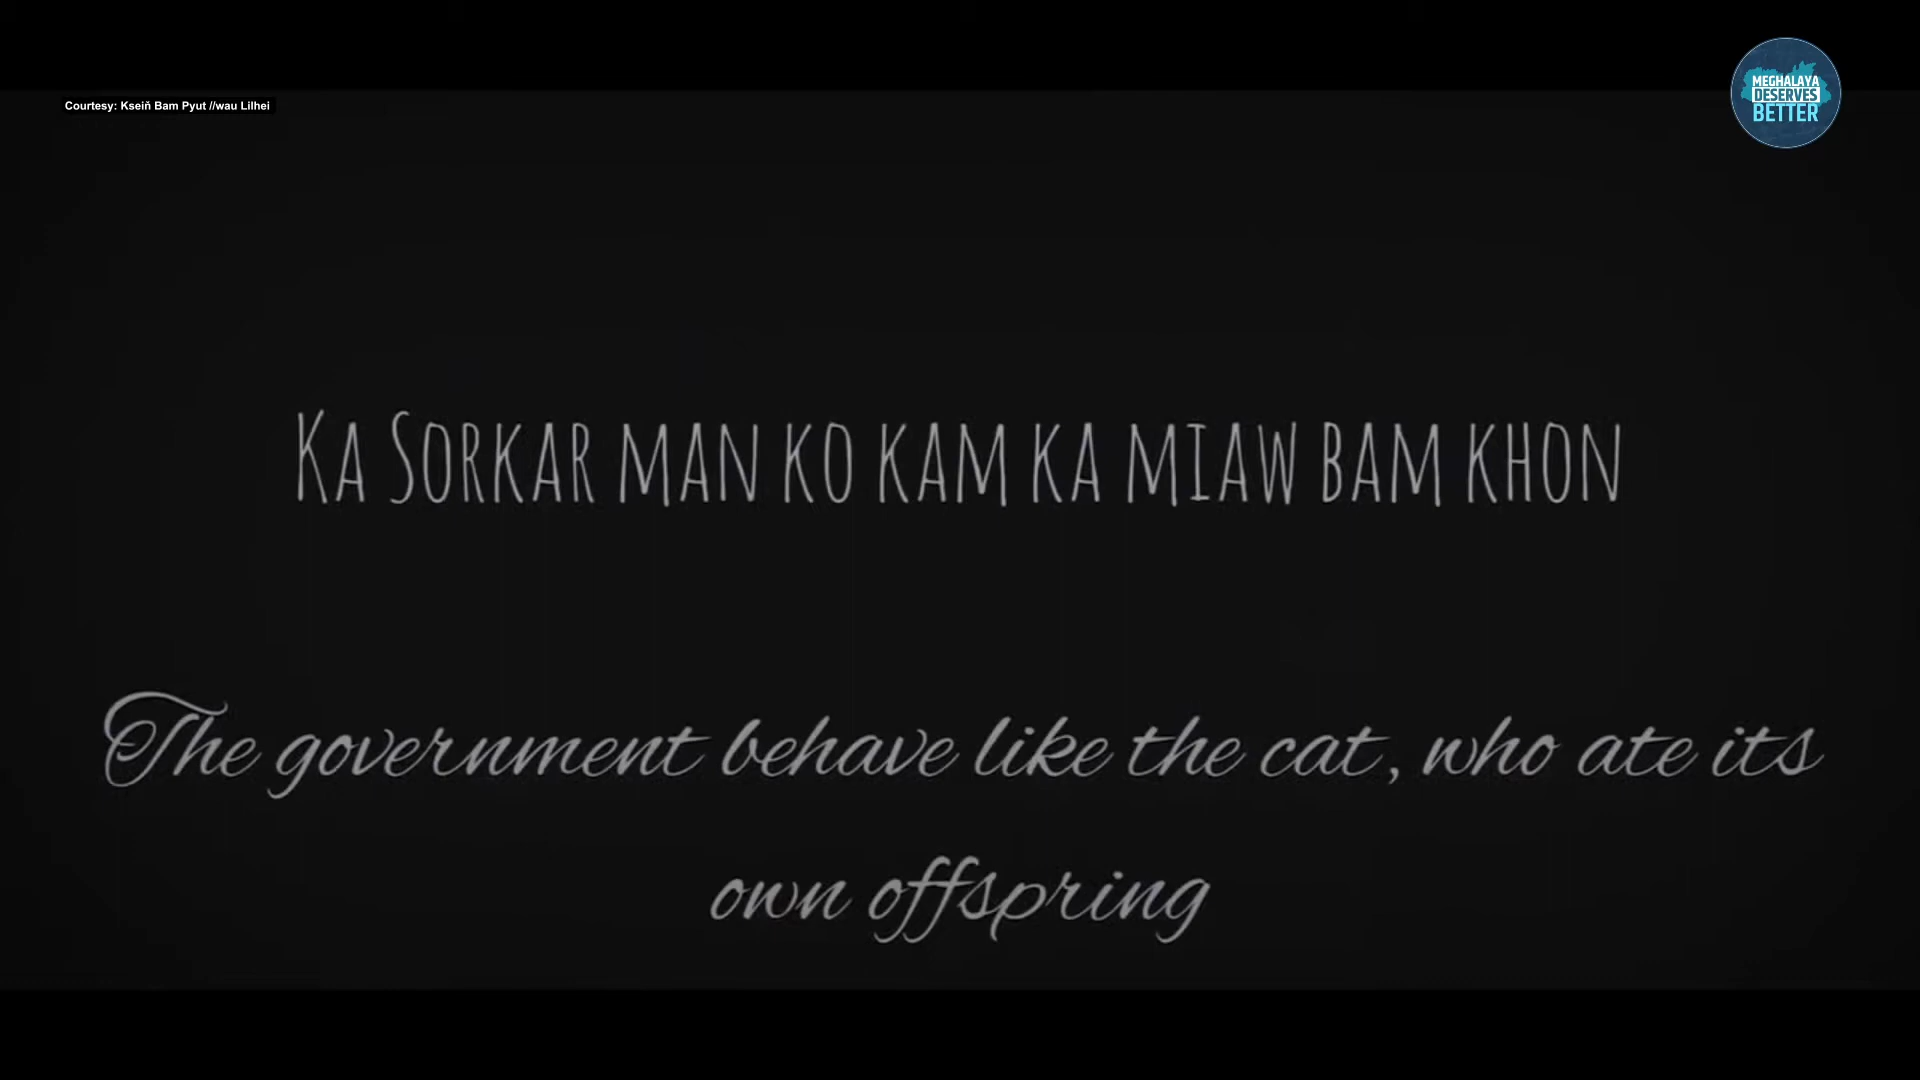 Courtesy: Kseiñ Bam Pyut //wau Lilhei
MEGHALAYA
DESERVES
BETTER
KA SORKAR MAN KO KAM KA MIAW BAM KHON
The government behave like the cat, who ate its
own offspring